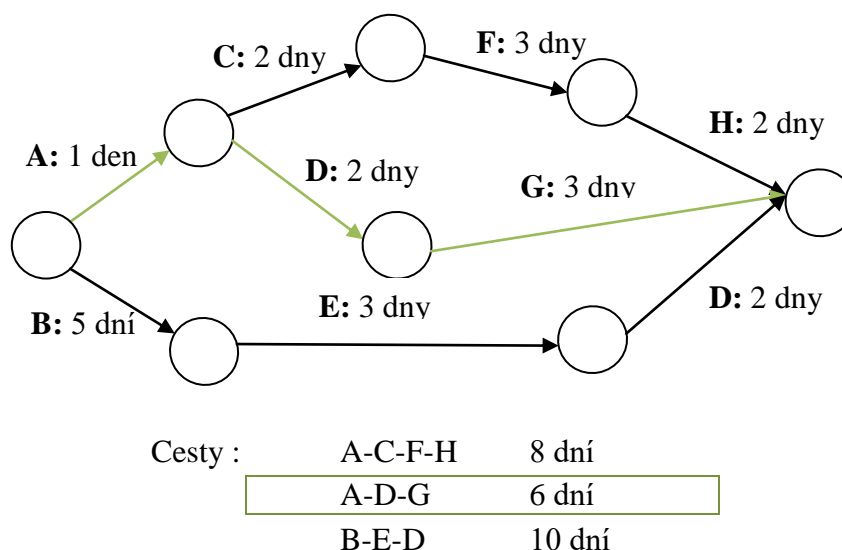 C: 2 dny
F: 3 dny
H: 2 dny
A: 1 den
D: 2 dny
G: 3 dny
E: 3 dny
D: 2 dny
B: 5 dní
Cesty : A-C-F-H 8 dní
A-D-G 6 dní
B-E-D 10 dní